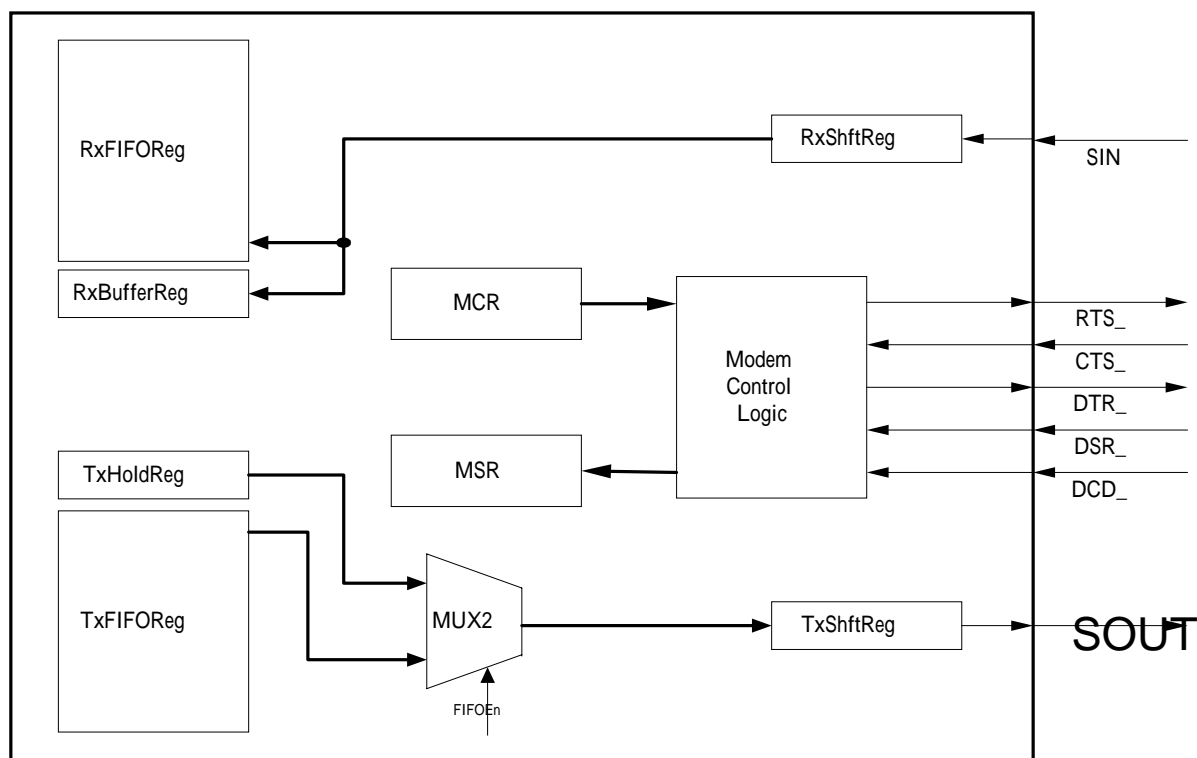 RxFIFOReg
RxShftReg
SIN
RxBufferReg
MCR
RTS_
CTS_
Modem
Control
Logic
DTR_
DSR_
MSR
DCD_
TxHoldReg
TxFIFOReg
MUX2
TxShftReg
SOUT
FIFOEn